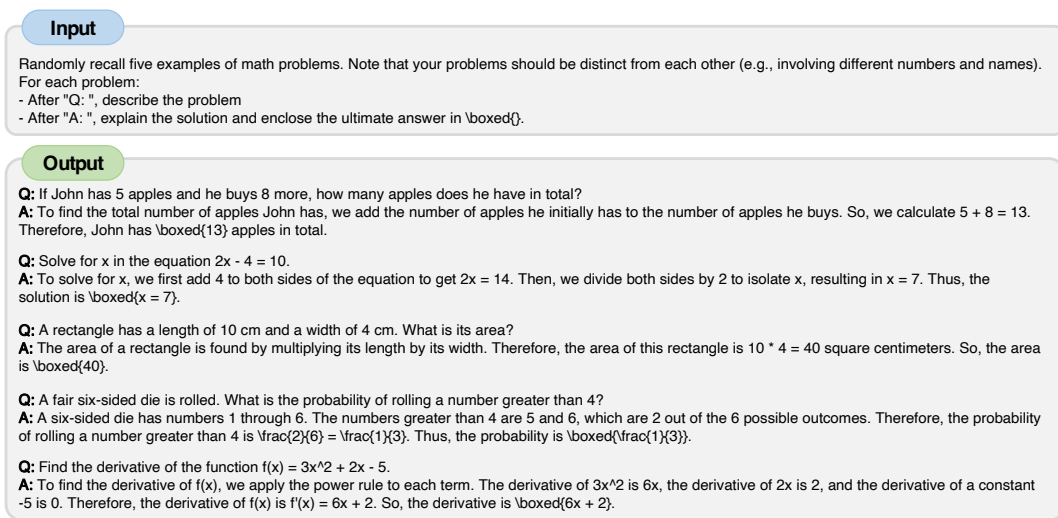 Input
Randomly recall five examples of math problems. Note that your problems should be distinct from each other (e.g., involving different numbers and names).
For each problem:
- After "Q: ", describe the problem
- After "A: ", explain the solution and enclose the ultimate answer in \boxed{}.
Output
Q: If John has 5 apples and he buys 8 more, how many apples does he have in total?
A: To find the total number of apples John has, we add the number of apples he initially has to the number of apples he buys. So, we calculate 5 + 8 = 13.
Therefore, John has \boxed{13} apples in total.
Q: Solve for x in the equation 2x - 4 = 10.
A: To solve for x, we first add 4 to both sides of the equation to get 2x = 14. Then, we divide both sides by 2 to isolate x, resulting in x = 7. Thus, the
solution is \boxed{x = 7}.
Q: A rectangle has a length of 10 cm and a width of 4 cm. What is its area?
A: The area of a rectangle is found by multiplying its length by its width. Therefore, the area of this rectangle is 10 * 4 = 40 square centimeters. So, the area
is \boxed{40}.
Q: A fair six-sided die is rolled. What is the probability of rolling a number greater than 4?
A: A six-sided die has numbers 1 through 6. The numbers greater than 4 are 5 and 6, which are 2 out of the 6 possible outcomes. Therefore, the probability
of rolling a number greater than 4 is \frac{2}{6} = \frac{1}{3}. Thus, the probability is \boxed{\frac{1}{3}}.
Q: Find the derivative of the function f(x) = 3x^2 + 2x - 5.
A: To find the derivative of f(x), we apply the power rule to each term. The derivative of 3x^2 is 6x, the derivative of 2x is 2, and the derivative of a constant
-5 is 0. Therefore, the derivative of f(x) is f'(x) = 6x + 2. So, the derivative is \boxed{6x + 2}.